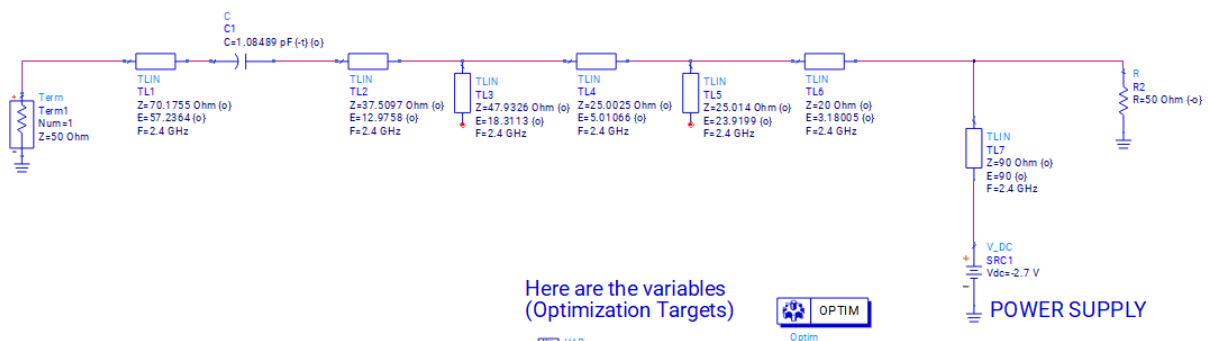 C
C1
C=1.08489 pF {-t} {o}
Term
Term1
Num=1
Z=50 Ohm
TLIN
TL1
Z=70.1755 Ohm {o}
E=57.2364 {o}
F=2.4 GHz
TLIN
TL2
Z=37.5097 Ohm {o}
E=12.9758 {o}
F=2.4 GHz
TLIN
TL3
Z=47.9326 Ohm {o}
E=18.3113 {o}
F=2.4 GHz
TLIN
TL4
Z=25.0025 Ohm {o}
E=5.01066 {o}
F=2.4 GHz
TLIN
TL5
Z=25.014 Ohm {o}
E=23.9199 {o}
F=2.4 GHz
TLIN
TL6
Z=20 Ohm {o}
E=3.18005 {o}
F=2.4 GHz
R
R2
R=50 Ohm {-o}
TLIN
TL7
Z=90 Ohm {o}
E=90 {o}
F=2.4 GHz
V_DC
SRC1
Vdc=-2.7 V
POWER SUPPLY
Here are the variables
(Optimization Targets)
OPTIM
Optim